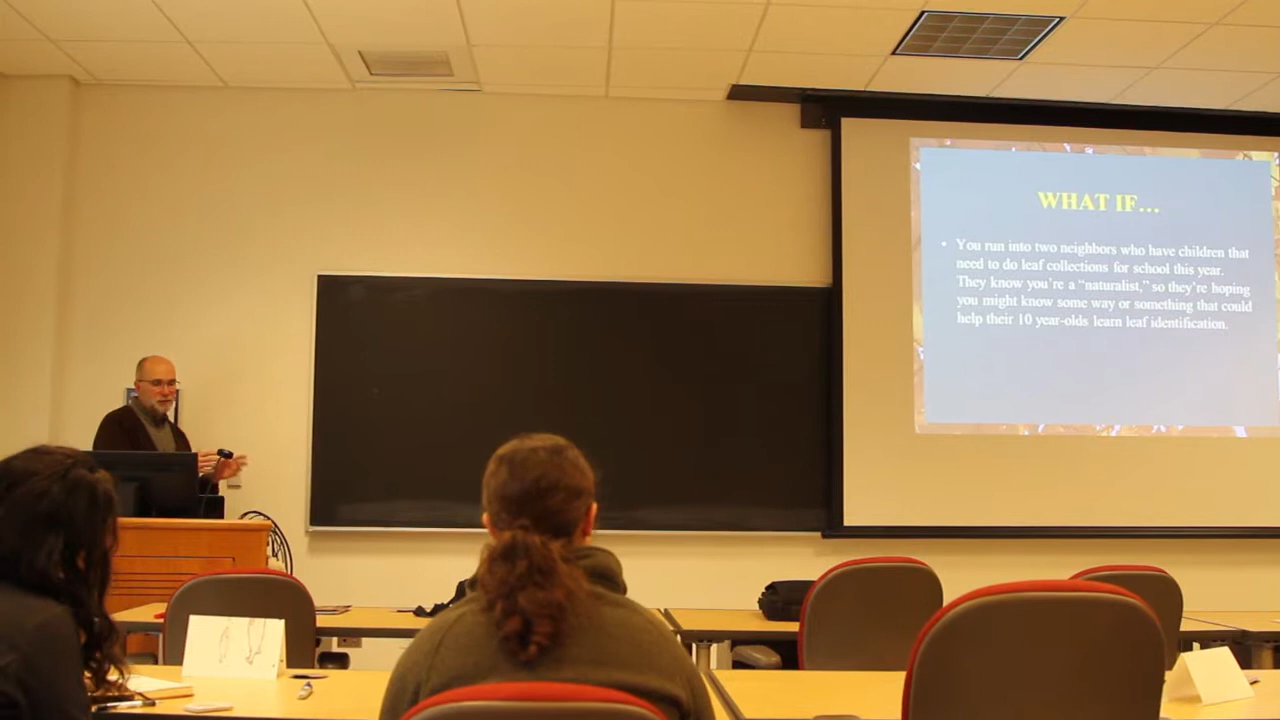 WHAT IF…
• You run into two neighbors who have children that
need to do leaf collections for school this year.
They know you're a "naturalist," so they're hoping
you might know some way or something that could
help their 10 year-olds learn leaf identification.